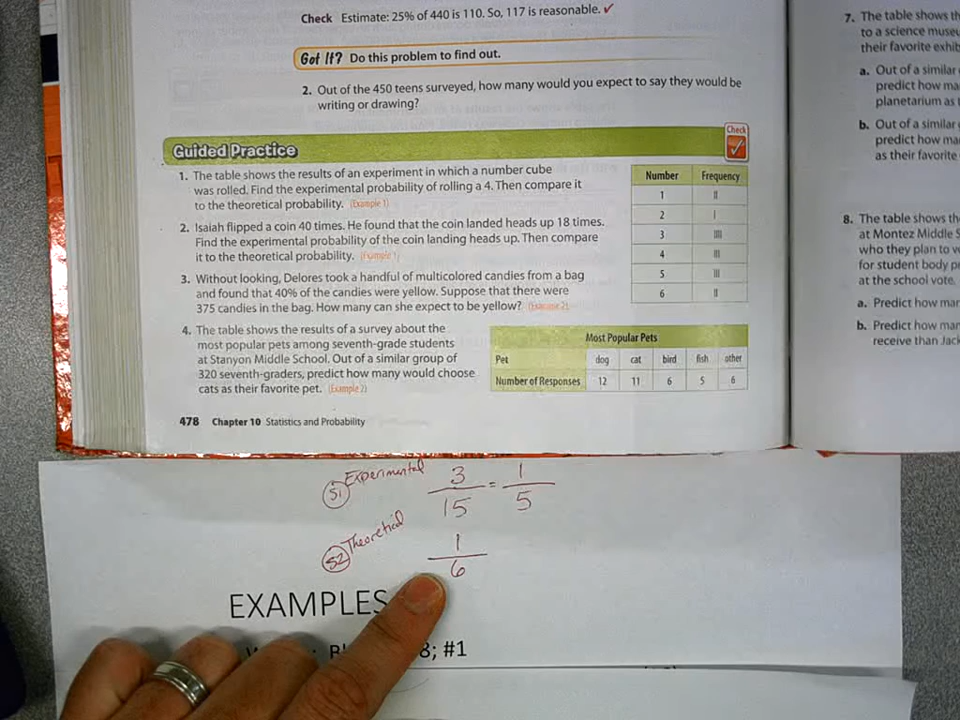 Check Estimate: 25% of 440 is 110. So, 117 is reasonable. ✓
Got It? Do this problem to find out.
2. Out of the 450 teens surveyed, how many would you expect to say they would be
writing or drawing?
Guided Practice
Check
1. The table shows the results of an experiment in which a number cube
was rolled. Find the experimental probability of rolling a 4. Then compare it
to the theoretical probability. (Example 1)
2. Isaiah flipped a coin 40 times. He found that the coin landed heads up 18 times.
Find the experimental probability of the coin landing heads up. Then compare
it to the theoretical probability. (Example 1)
3. Without looking, Delores took a handful of multicolored candies from a bag
and found that 40% of the candies were yellow. Suppose that there were
375 candies in the bag. How many can she expect to be yellow? (Example 2)
Number Frequency
1 II
2 I
3 IIII
4 III
5 III
6 II
4. The table shows the results of a survey about the
most popular pets among seventh-grade students
at Stanyon Middle School. Out of a similar group of
320 seventh-graders, predict how many would choose
cats as their favorite pet. (Example 2)
Most Popular Pets
Pet dog cat bird fish other
Number of Responses 12 11 6 5 6
478 Chapter 10 Statistics and Probability
7. The table shows th
to a science museu
their favorite exhib
a. Out of a similar
predict how ma
planetarium as t
b. Out of a similar
predict how ma
as their favorite
8. The table shows th
at Montez Middle S
who they plan to v
for student body p
at the school vote.
a. Predict how mar
b. Predict how man
receive than Jack
S1 Experimental 3/15 = 1/5
S2 Theoretical 1/6
EXAMPLES
8; #1